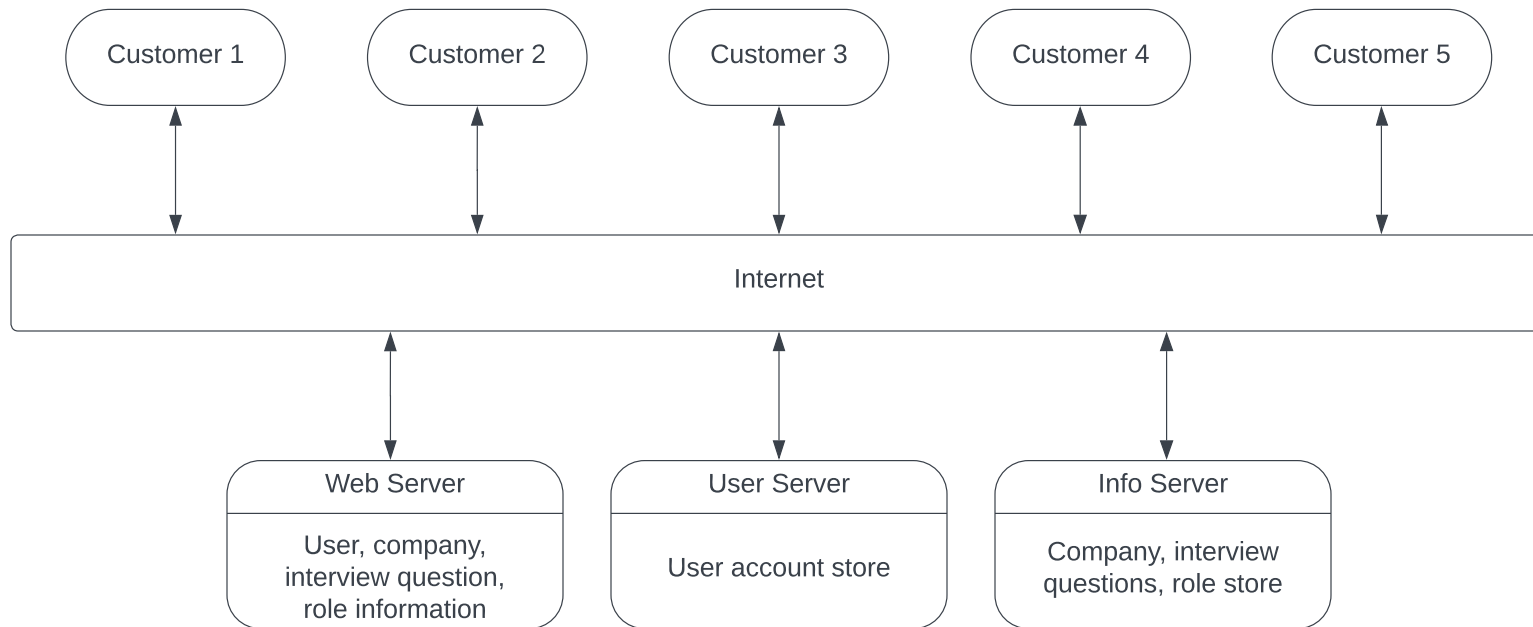 Customer 1
Customer 2
Customer 3
Customer 4
Customer 5
Internet
Web Server
User, company,
interview question,
role information
User Server
User account store
Info Server
Company, interview
questions, role store